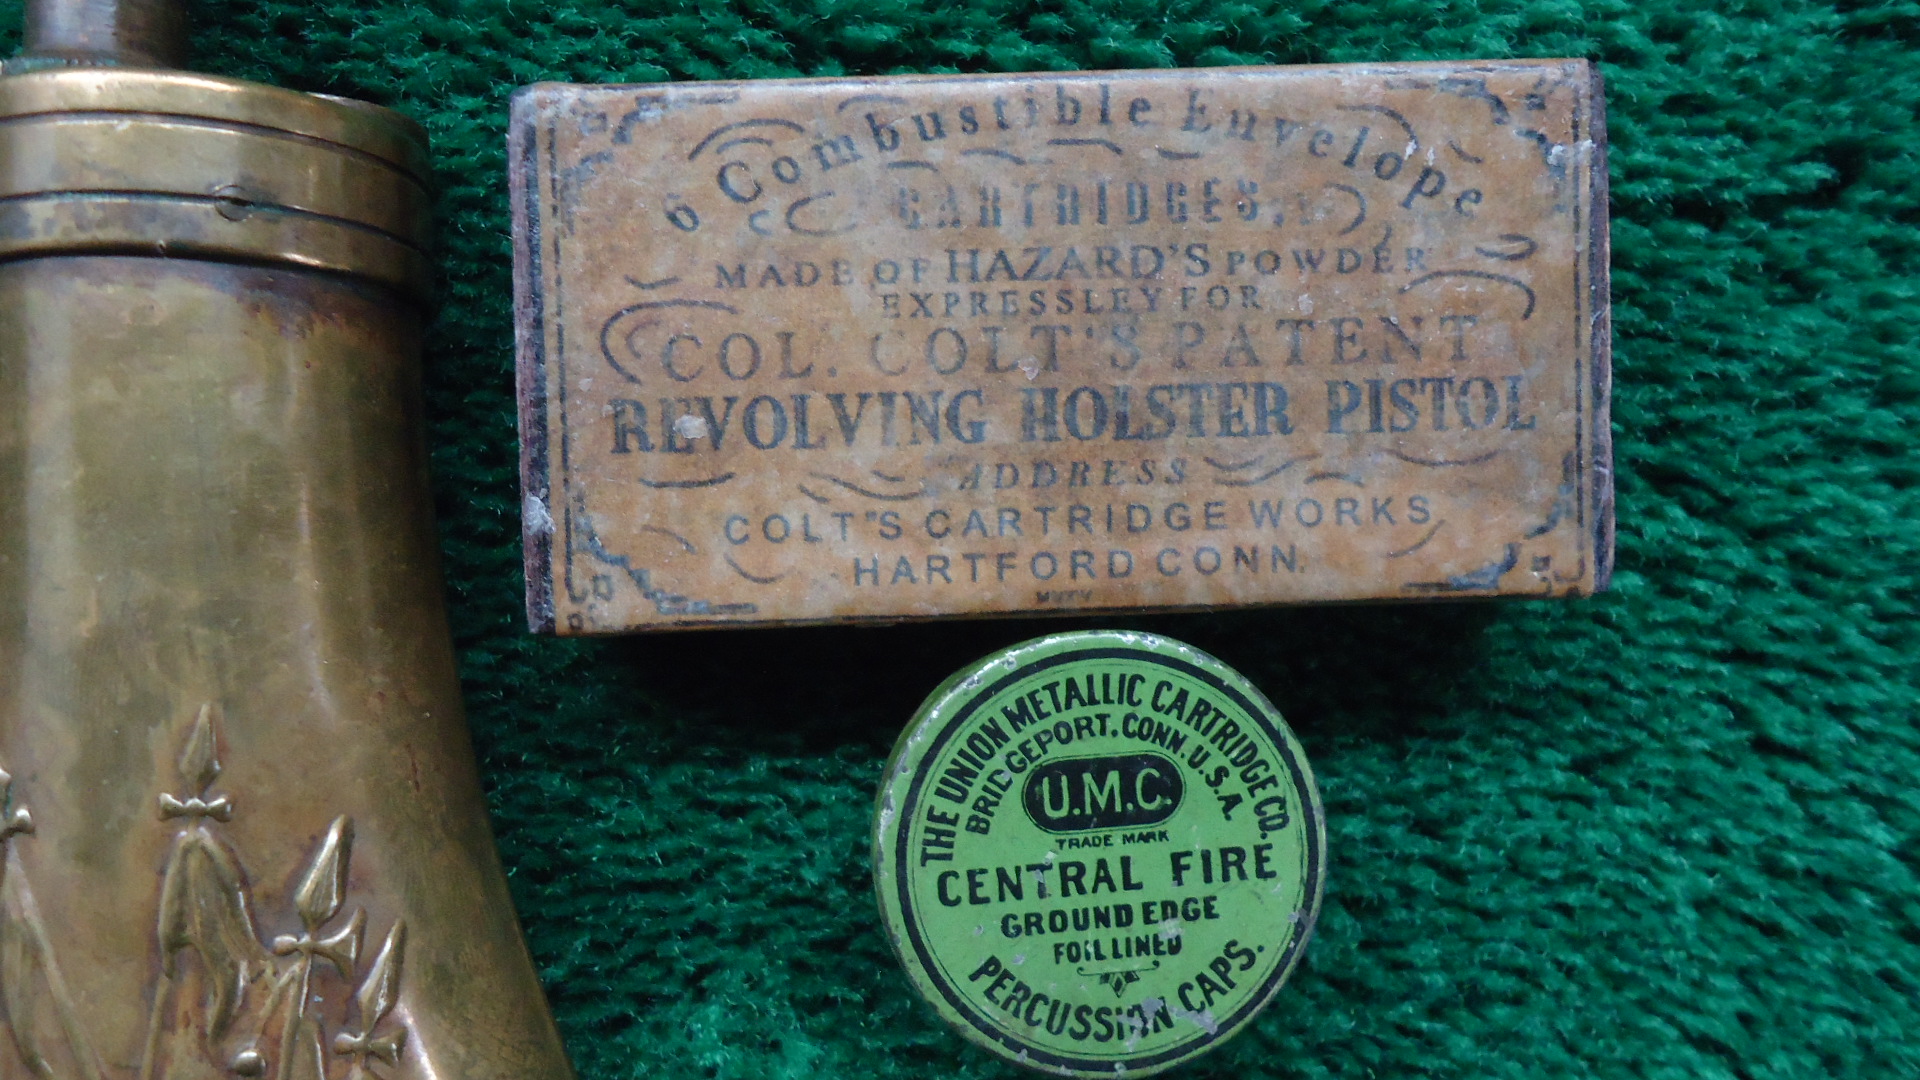 6 Combustible Envelope
CARTRIDGES,
MADE OF HAZARD'S POWDER
EXPRESSLEY FOR
COL. COLT'S PATENT
REVOLVING HOLSTER PISTOL
ADDRESS
COLT'S CARTRIDGE WORKS
HARTFORD CONN.
THE UNION METALLIC CARTRIDGE CO.
BRIDGEPORT. CONN. U.S.A.
U.M.C.
TRADE MARK
CENTRAL FIRE
GROUND EDGE
FOIL LINED
PERCUSSION CAPS.